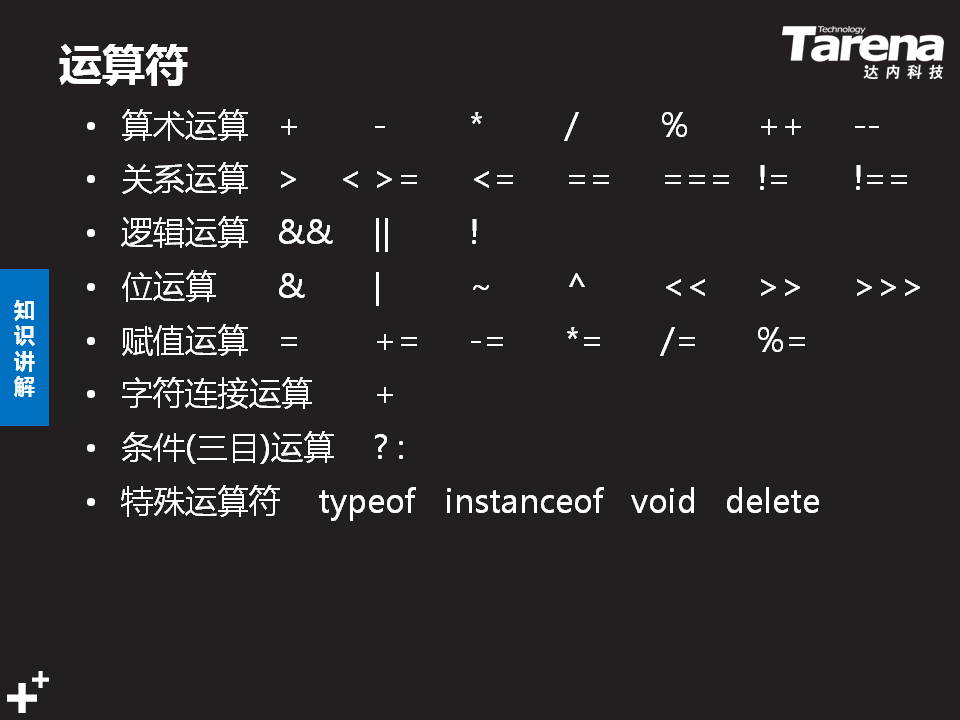 运算符
Technology
Tarena
达内科技
• 算术运算 + - * / % ++ --
• 关系运算 > < >= <= == === != !==
• 逻辑运算 && || !
• 位运算 & | ~ ^ << >> >>>
• 赋值运算 = += -= *= /= %=
• 字符连接运算 +
• 条件(三目)运算 ? :
• 特殊运算符 typeof instanceof void delete
知识讲解